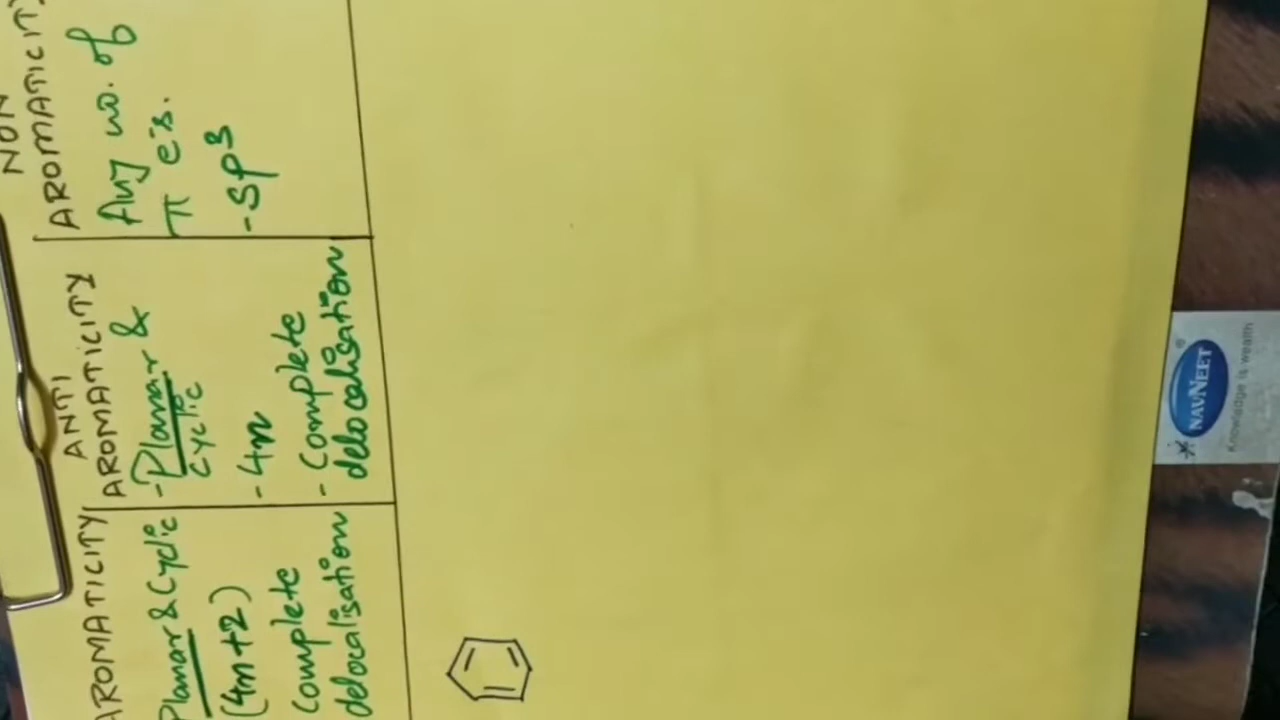 AROMATICITY
Planar & Cyclic
(4n+2)
Complete
delocalisation
ANTI
AROMATICITY
- Planar &
cyclic
- 4n
- Complete
delocalisation
NON
AROMATICITY
Any no. of
π e⁻s.
- sp3
NAVNEET
®
Knowledge is wealth